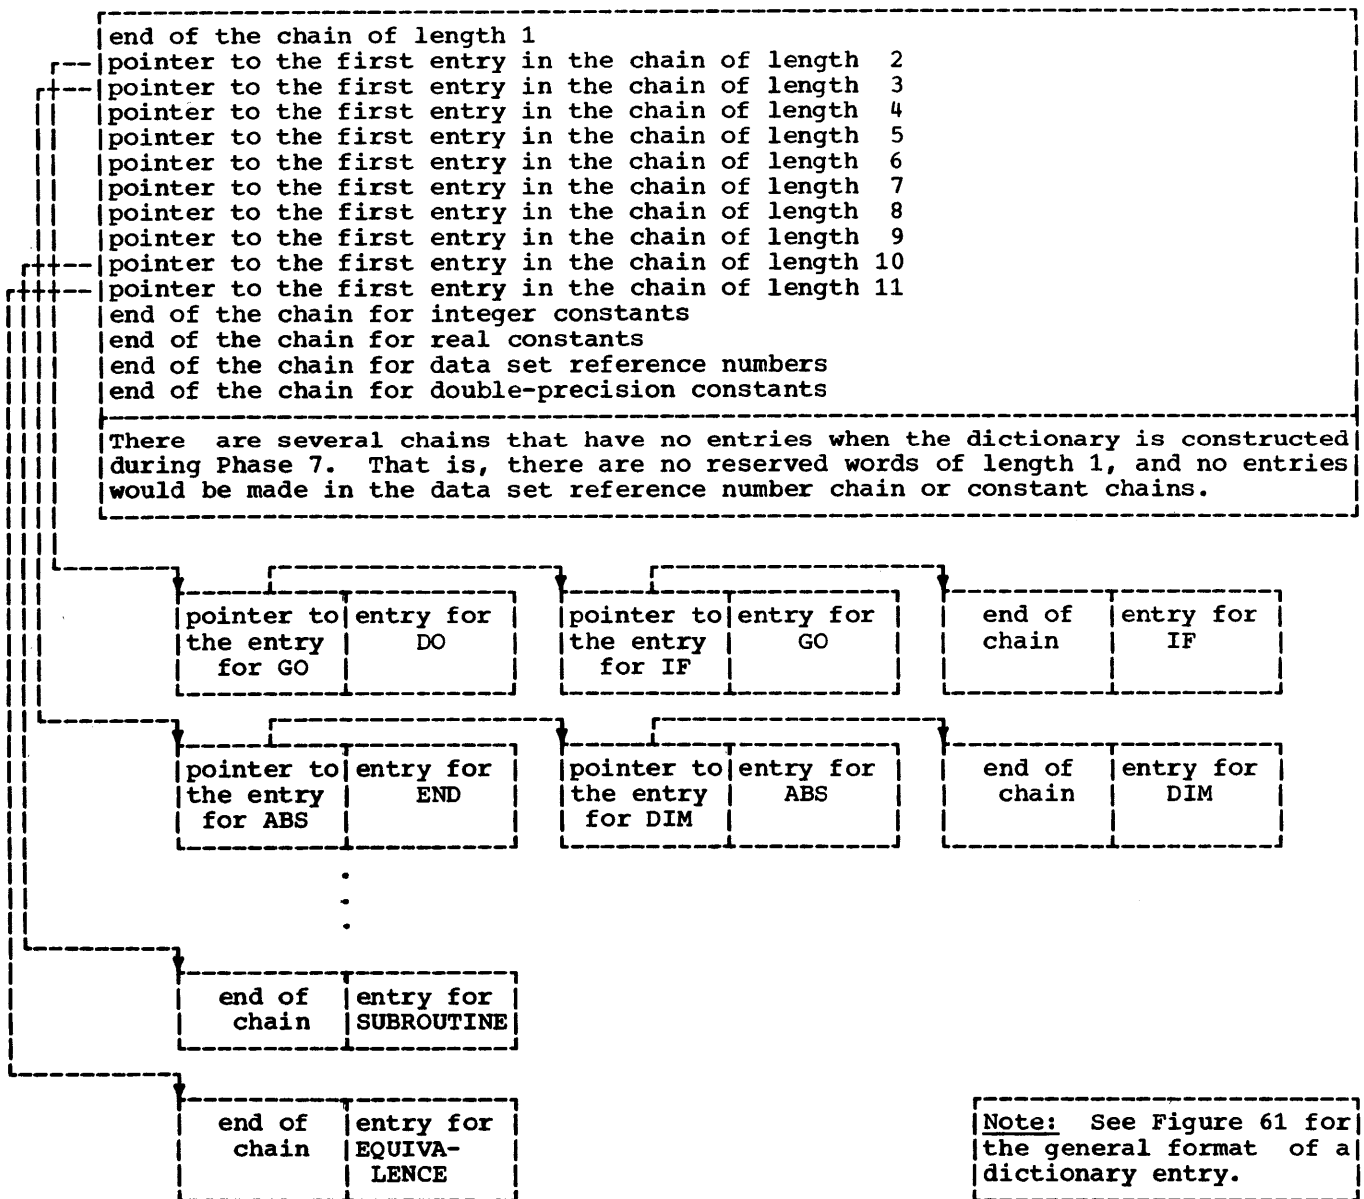 end of the chain of length 1
pointer to the first entry in the chain of length 2
pointer to the first entry in the chain of length 3
pointer to the first entry in the chain of length 4
pointer to the first entry in the chain of length 5
pointer to the first entry in the chain of length 6
pointer to the first entry in the chain of length 7
pointer to the first entry in the chain of length 8
pointer to the first entry in the chain of length 9
pointer to the first entry in the chain of length 10
pointer to the first entry in the chain of length 11
end of the chain for integer constants
end of the chain for real constants
end of the chain for data set reference numbers
end of the chain for double-precision constants
There are several chains that have no entries when the dictionary is constructed
during Phase 7. That is, there are no reserved words of length 1, and no entries
would be made in the data set reference number chain or constant chains.
pointer to
the entry
for GO
entry for
DO
pointer to
the entry
for IF
entry for
GO
end of
chain
entry for
IF
pointer to
the entry
for ABS
entry for
END
pointer to
the entry
for DIM
entry for
ABS
end of
chain
entry for
DIM
end of
chain
entry for
SUBROUTINE
end of
chain
entry for
EQUIVA-
LENCE
Note: See Figure 61 for
the general format of a
dictionary entry.